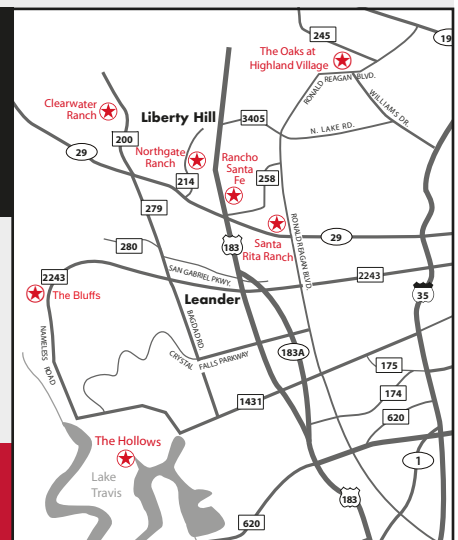 245
19
The Oaks at
Highland Village
RONALD REAGAN BLVD.
WILLIAMS DR.
Clearwater
Ranch
Liberty Hill
3405
N. LAKE RD.
200
29
Northgate
Ranch
Rancho
Santa
Fe
214
258
279
RONALD REAGAN BLVD.
Santa
Rita Ranch
29
280
183
SAN GABRIEL PKWY.
2243
2243
The Bluffs
Leander
35
BAGDAD RD.
NAMELESS ROAD
CRYSTAL FALLS PARKWAY
183A
175
174
1431
620
The Hollows
Lake
Travis
1
183
620